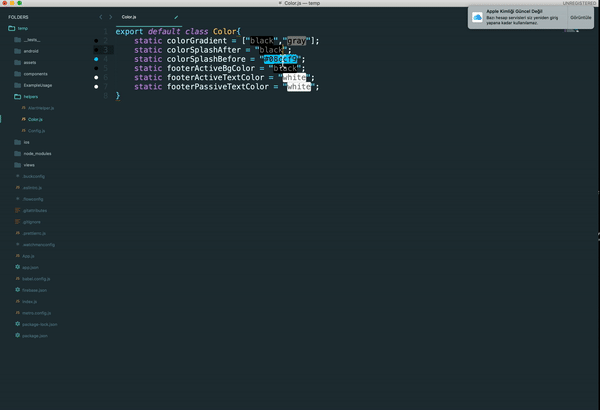 Color.js — temp
UNREGISTERED
FOLDERS
temp
__tests__
android
assets
components
ExampleUsage
helpers
Color.js
Config.js
ios
node_modules
views
.buckconfig
.eslintrc.js
.flowconfig
.gitattributes
.gitignore
.prettierrc.js
.watchmanconfig
App.js
app.json
babel.config.js
index.js
metro.config.js
package-lock.json
package.json
Color.js
1 export default class Color{
2 static colorGradient = ["black","gray"];
3 static colorSplashAfter = "black";
4 static colorSplashBefore = "#08ccf9";
5 static footerActiveBgColor = "black";
6 static footerActiveTextColor = "white";
7 static footerPassiveTextColor = "white";
8 }
Apple Kimliği Güncel Değil
Bazı hesap servisleri siz yeniden giriş
yapana kadar kullanılamaz.
Görüntüle